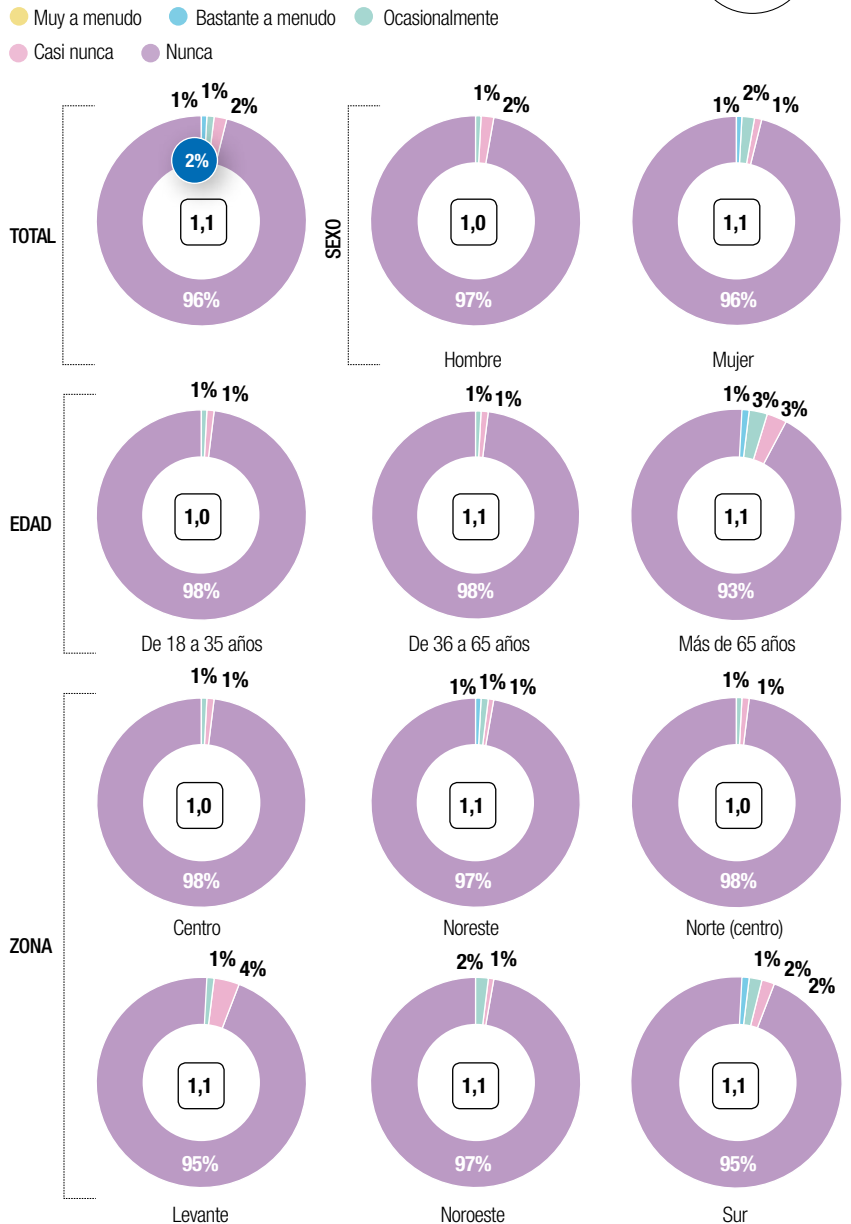 Muy a menudo Bastante a menudo Ocasionalmente
Casi nunca Nunca
1% 1% 2%
2%
1,1
96%
TOTAL
SEXO
1% 2%
1,0
97%
Hombre
1% 2% 1%
1,1
96%
Mujer
EDAD
1% 1%
1,0
98%
De 18 a 35 años
1% 1%
1,1
98%
De 36 a 65 años
1% 3% 3%
1,1
93%
Más de 65 años
ZONA
1% 1%
1,0
98%
Centro
1% 1% 1%
1,1
97%
Noreste
1% 1%
1,0
98%
Norte (centro)
1% 4%
1,1
95%
Levante
2% 1%
1,1
97%
Noroeste
1% 2% 2%
1,1
95%
Sur